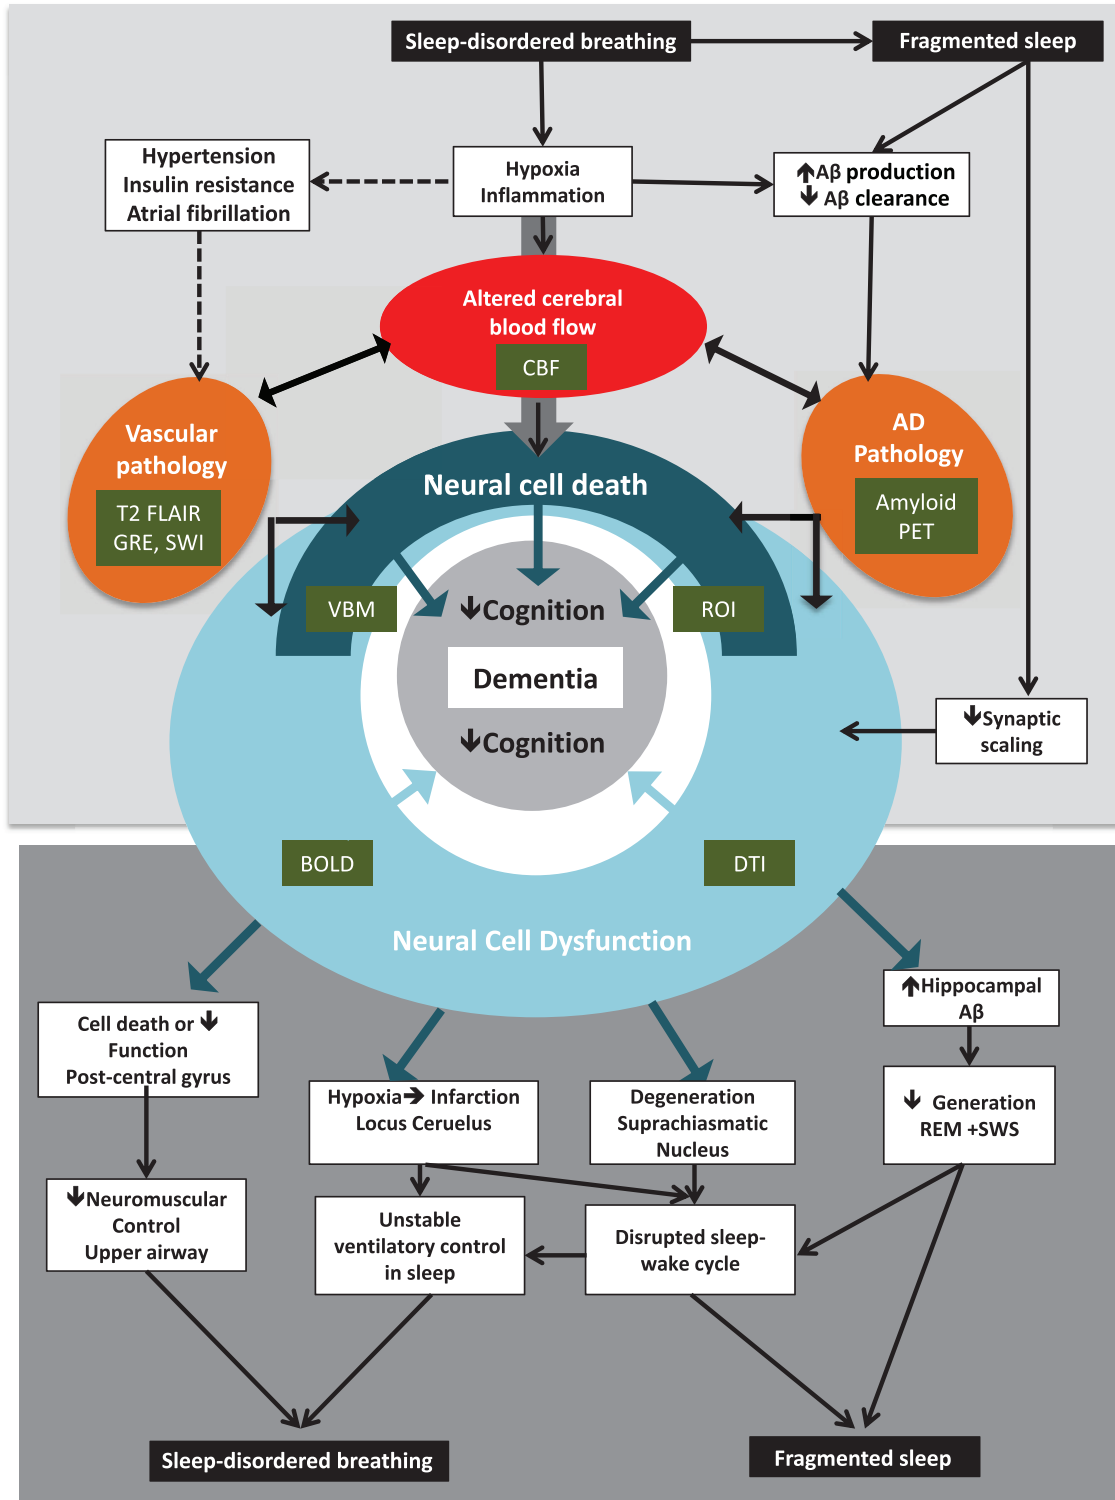 Sleep-disordered breathing
Fragmented sleep
Hypertension
Insulin resistance
Atrial fibrillation
Hypoxia
Inflammation
↑Aβ production
↓ Aβ clearance
Altered cerebral
blood flow
CBF
Vascular
pathology
T2 FLAIR
GRE, SWI
AD
Pathology
Amyloid
PET
Neural cell death
VBM
ROI
↓Cognition
Dementia
↓Cognition
↓Synaptic
scaling
BOLD
DTI
Neural Cell Dysfunction
Cell death or ↓
Function
Post-central gyrus
Hypoxia→ Infarction
Locus Ceruelus
Degeneration
Suprachiasmatic
Nucleus
↑Hippocampal
Aβ
↓ Generation
REM +SWS
↓Neuromuscular
Control
Upper airway
Unstable
ventilatory control
in sleep
Disrupted sleep-
wake cycle
Sleep-disordered breathing
Fragmented sleep